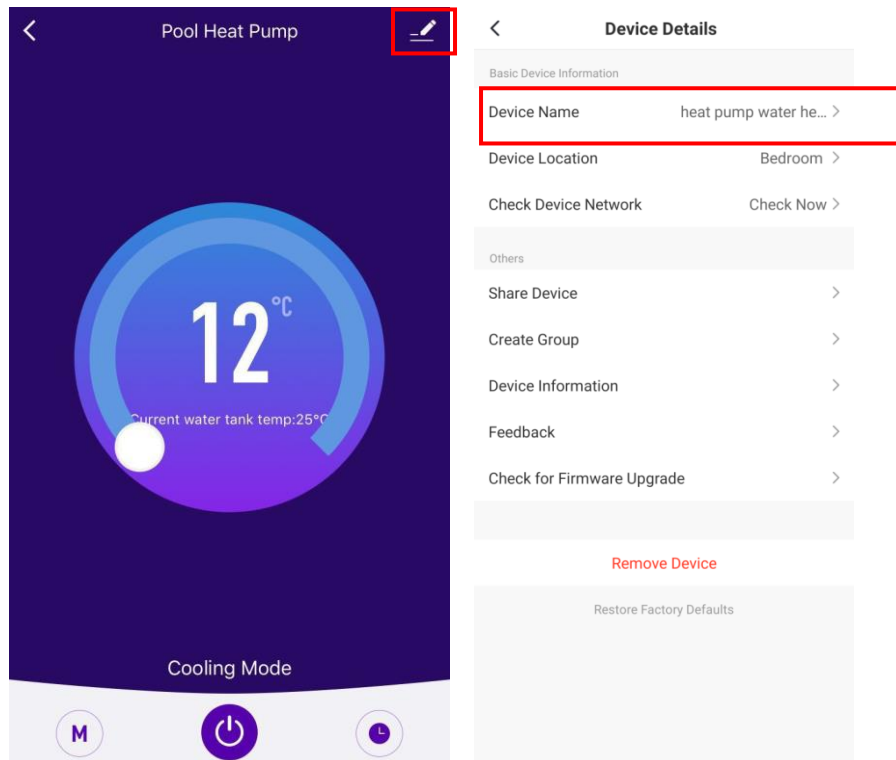 Pool Heat Pump
12°C
Current water tank temp:25°C
Cooling Mode
M
Device Details
Basic Device Information
Device Name heat pump water he...
Device Location Bedroom
Check Device Network Check Now
Others
Share Device
Create Group
Device Information
Feedback
Check for Firmware Upgrade
Remove Device
Restore Factory Defaults